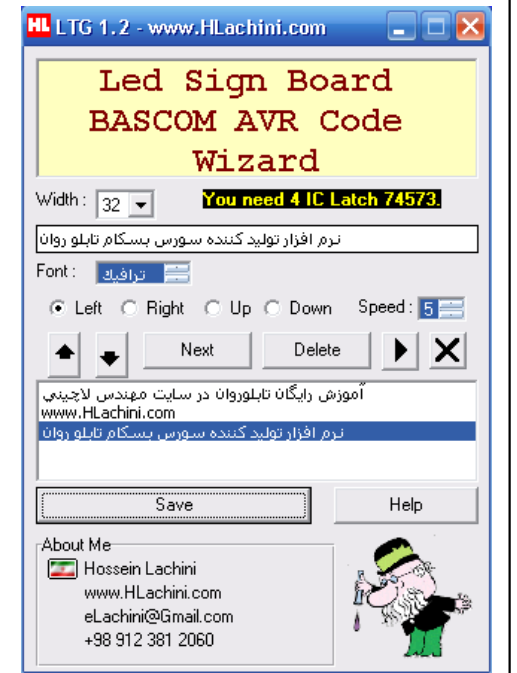 HL LTG 1.2 - www.HLachini.com
Led Sign Board
BASCOM AVR Code
Wizard
Width : 32 You need 4 IC Latch 74573.
نرم افزار تولید کننده سورس بسکام تابلو روان
Font : ترافیك
Left Right Up Down Speed : 5
Next Delete
آموزش رایگان تابلوروان در سایت مهندس لاچینی
www.HLachini.com
نرم افزار تولید کننده سورس بسکام تابلو روان
Save Help
About Me
Hossein Lachini
www.HLachini.com
eLachini@Gmail.com
+98 912 381 2060